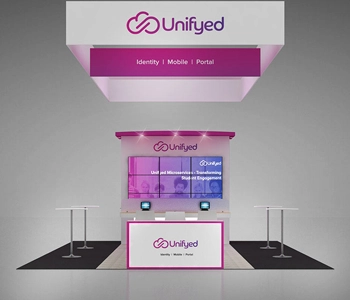 Unifyed
Identity | Mobile | Portal
Unifyed
Unifyed
Unifyed Microservices - Transforming
Student Engagement
Unifyed
Identity | Mobile | Portal